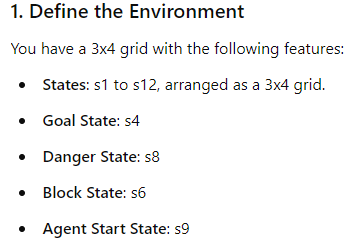 1. Define the Environment
You have a 3x4 grid with the following features:
• States: s1 to s12, arranged as a 3x4 grid.
• Goal State: s4
• Danger State: s8
• Block State: s6
• Agent Start State: s9